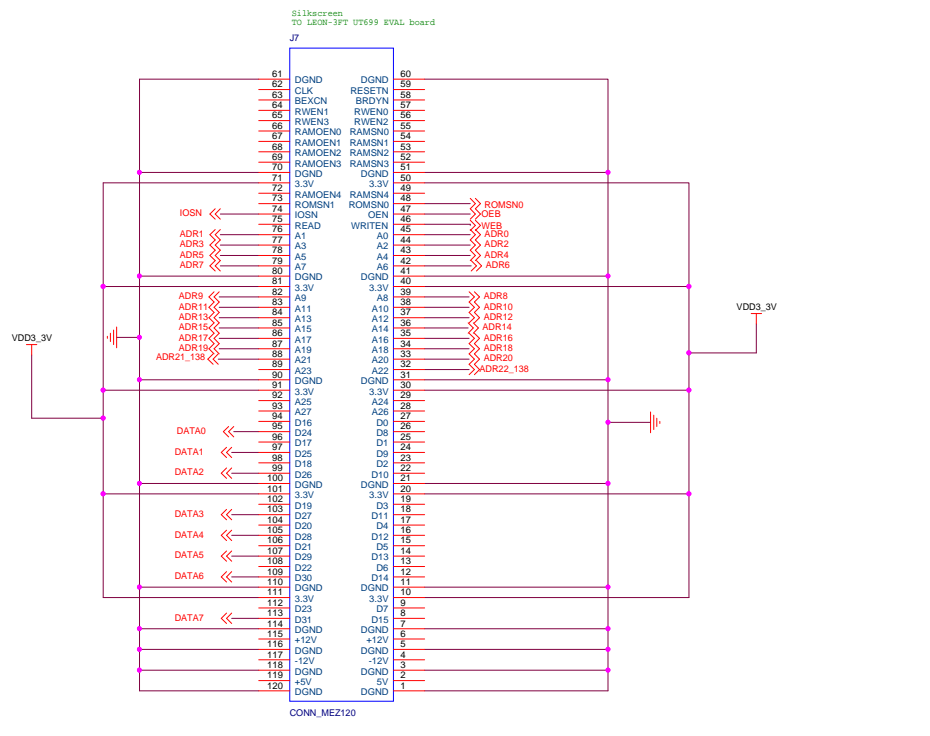 Silkscreen
TO LEON-3FT UT699 EVAL board
J7
61 DGND DGND 60
62 CLK RESETN 59
63 BEXCN BRDYN 58
64 RWEN1 RWEN0 57
65 RWEN3 RWEN2 56
66 RAMOEN0 RAMSN0 55
67 RAMOEN1 RAMSN1 54
68 RAMOEN2 RAMSN2 53
69 RAMOEN3 RAMSN3 52
70 DGND DGND 51
71 3.3V 3.3V 50
72 RAMOEN4 RAMSN4 49
73 ROMSN1 ROMSN0 48 ROMSN0
IOSN 74 IOSN OEN 47 OEB
75 READ WRITEN 46 WEB
ADR1 76 A1 A0 45 ADR0
ADR3 77 A3 A2 44 ADR2
ADR5 78 A5 A4 43 ADR4
ADR7 79 A7 A6 42 ADR6
80 DGND DGND 41
81 3.3V 3.3V 40
ADR9 82 A9 A8 39 ADR8
ADR11 83 A11 A10 38 ADR10
ADR13 84 A13 A12 37 ADR12
ADR15 85 A15 A14 36 ADR14
ADR17 86 A17 A16 35 ADR16
ADR19 87 A19 A18 34 ADR18
ADR21_138 88 A21 A20 33 ADR20
89 A23 A22 32 ADR22_138
VDD3_3V
VDD3_3V
90 DGND DGND 31
91 3.3V 3.3V 30
92 A25 A24 29
93 A27 A26 28
94 D16 D0 27
DATA0 95 D24 D8 26
96 D17 D1 25
DATA1 97 D25 D9 24
98 D18 D2 23
DATA2 99 D26 D10 22
100 DGND DGND 21
101 3.3V 3.3V 20
102 D19 D3 19
DATA3 103 D27 D11 18
104 D20 D4 17
DATA4 105 D28 D12 16
106 D21 D5 15
DATA5 107 D29 D13 14
108 D22 D6 13
DATA6 109 D30 D14 12
110 DGND DGND 11
111 3.3V 3.3V 10
112 D23 D7 9
DATA7 113 D31 D15 8
114 DGND DGND 7
115 +12V +12V 6
116 DGND DGND 5
117 -12V -12V 4
118 DGND DGND 3
119 +5V 5V 2
120 DGND DGND 1
CONN_MEZ120